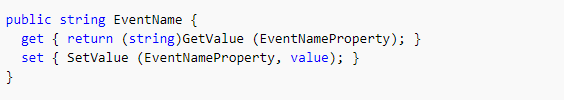 public string EventName {
  get { return (string)GetValue (EventNameProperty); }
  set { SetValue (EventNameProperty, value); }
}